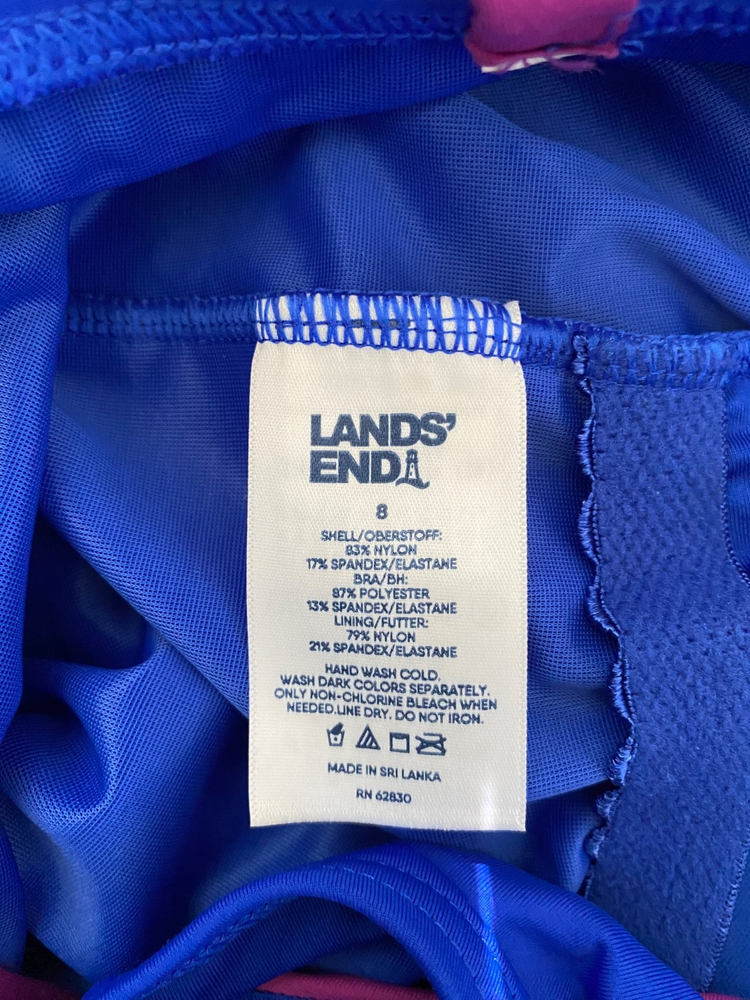 LANDS'
END
8
SHELL/OBERSTOFF:
83% NYLON
17% SPANDEX/ELASTANE
BRA/BH:
87% POLYESTER
13% SPANDEX/ELASTANE
LINING/FUTTER:
79% NYLON
21% SPANDEX/ELASTANE
HAND WASH COLD.
WASH DARK COLORS SEPARATELY.
ONLY NON-CHLORINE BLEACH WHEN
NEEDED.LINE DRY. DO NOT IRON.
MADE IN SRI LANKA
RN 62830